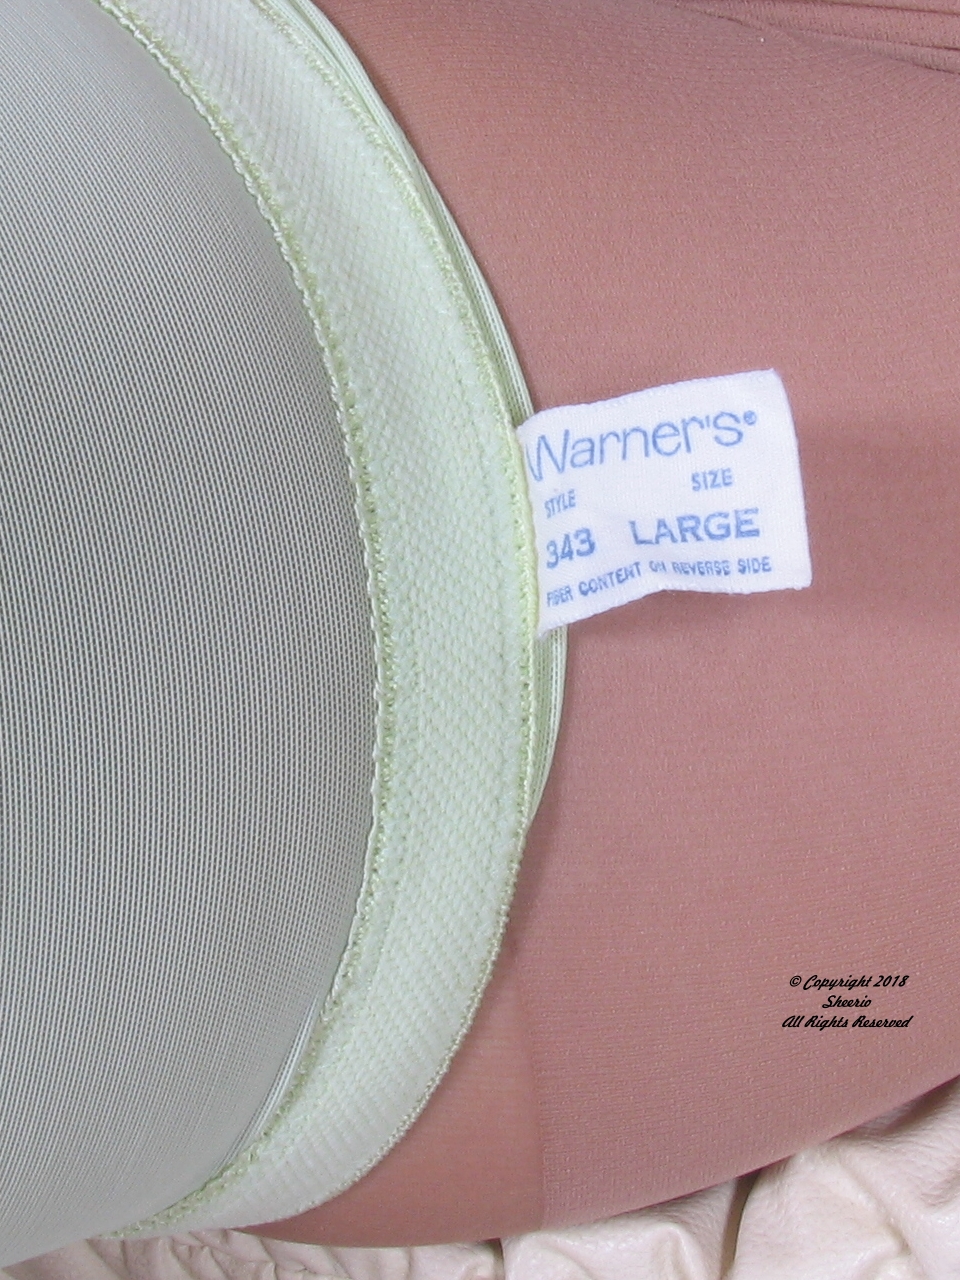 Warner's®
STYLE SIZE
343 LARGE
FIBER CONTENT ON REVERSE SIDE
© Copyright 2018
Sheerio
All Rights Reserved